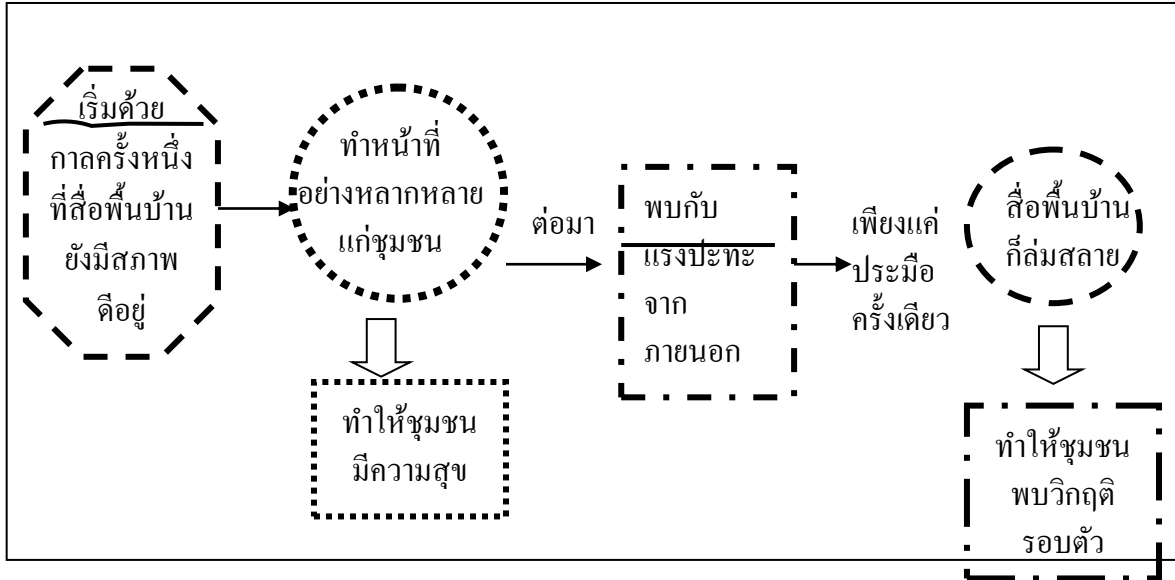 เริ่มด้วย
กาลครั้งหนึ่ง
ที่สื่อพื้นบ้าน
ยังมีสภาพ
ดีอยู่
ทำหน้าที่
อย่างหลากหลาย
แก่ชุมชน
ทำให้ชุมชน
มีความสุข
ต่อมา
พบกับ
แรงปะทะ
จาก
ภายนอก
เพียงแค่
ประมือ
ครั้งเดียว
สื่อพื้นบ้าน
ก็ล่มสลาย
ทำให้ชุมชน
พบวิกฤติ
รอบตัว